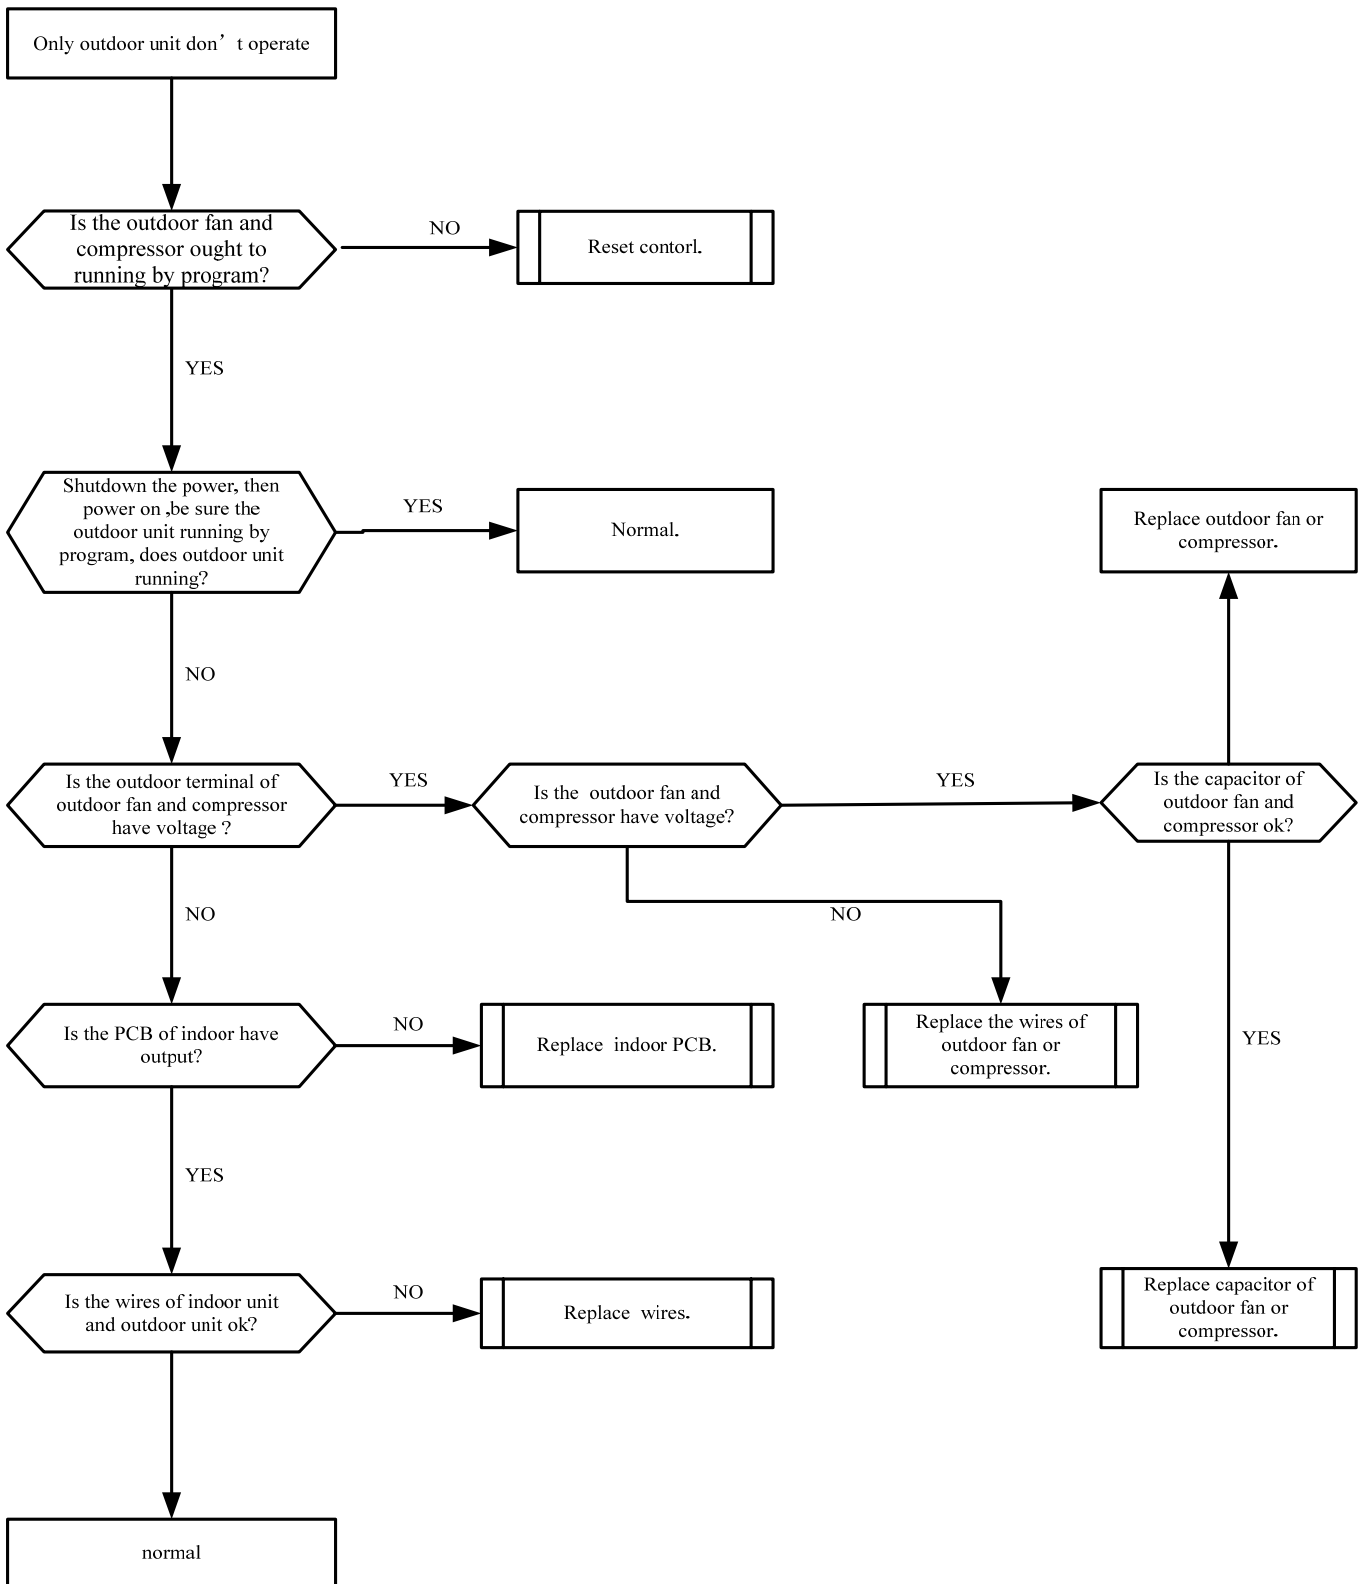 Only outdoor unit don’t operate
Is the outdoor fan and
compressor ought to
running by program?
NO
Reset contorl.
YES
Shutdown the power, then
power on ,be sure the
outdoor unit running by
program, does outdoor unit
running?
YES
Normal.
Replace outdoor fan or
compressor.
NO
Is the outdoor terminal of
outdoor fan and compressor
have voltage ?
YES
Is the outdoor fan and
compressor have voltage?
YES
Is the capacitor of
outdoor fan and
compressor ok?
NO
NO
Is the PCB of indoor have
output?
NO
Replace indoor PCB.
Replace the wires of
outdoor fan or
compressor.
YES
YES
Is the wires of indoor unit
and outdoor unit ok?
NO
Replace wires.
Replace capacitor of
outdoor fan or
compressor.
normal